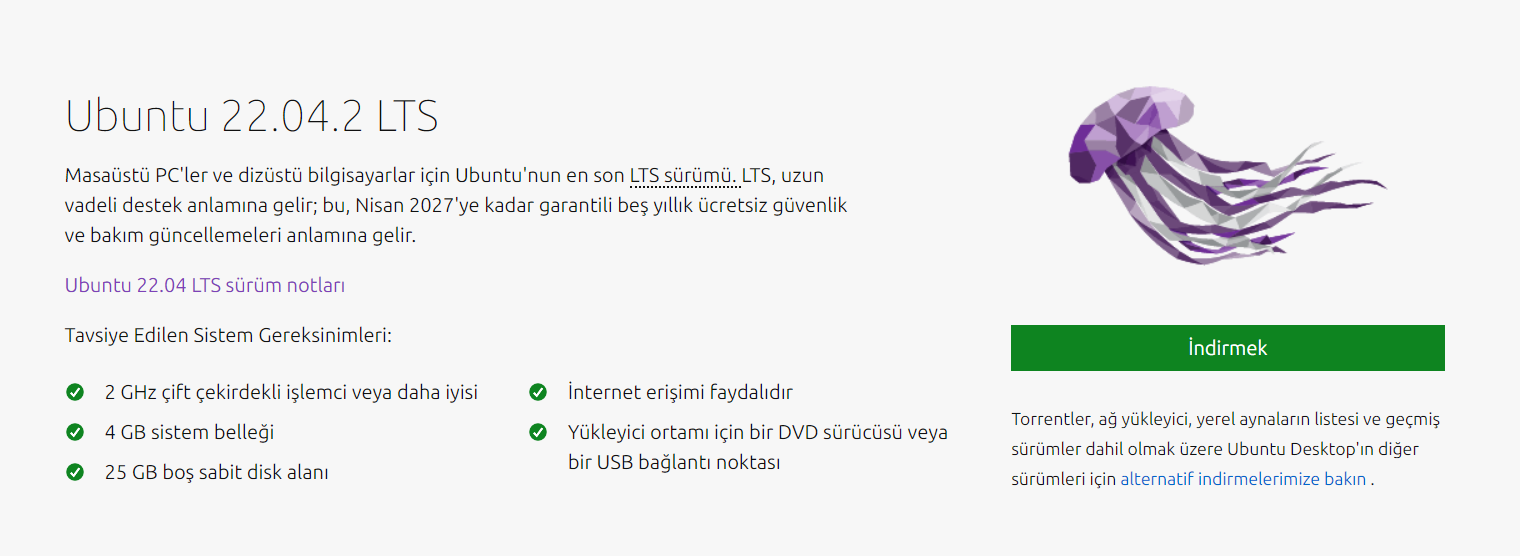 Ubuntu 22.04.2 LTS
Masaüstü PC'ler ve dizüstü bilgisayarlar için Ubuntu'nun en son LTS sürümü. LTS, uzun
vadeli destek anlamına gelir; bu, Nisan 2027'ye kadar garantili beş yıllık ücretsiz güvenlik
ve bakım güncellemeleri anlamına gelir.
Ubuntu 22.04 LTS sürüm notları
Tavsiye Edilen Sistem Gereksinimleri:
2 GHz çift çekirdekli işlemci veya daha iyisi
4 GB sistem belleği
25 GB boş sabit disk alanı
İnternet erişimi faydalıdır
Yükleyici ortamı için bir DVD sürücüsü veya
bir USB bağlantı noktası
İndirmek
Torrentler, ağ yükleyici, yerel aynaların listesi ve geçmiş
sürümler dahil olmak üzere Ubuntu Desktop'ın diğer
sürümleri için alternatif indirmelerimize bakın .